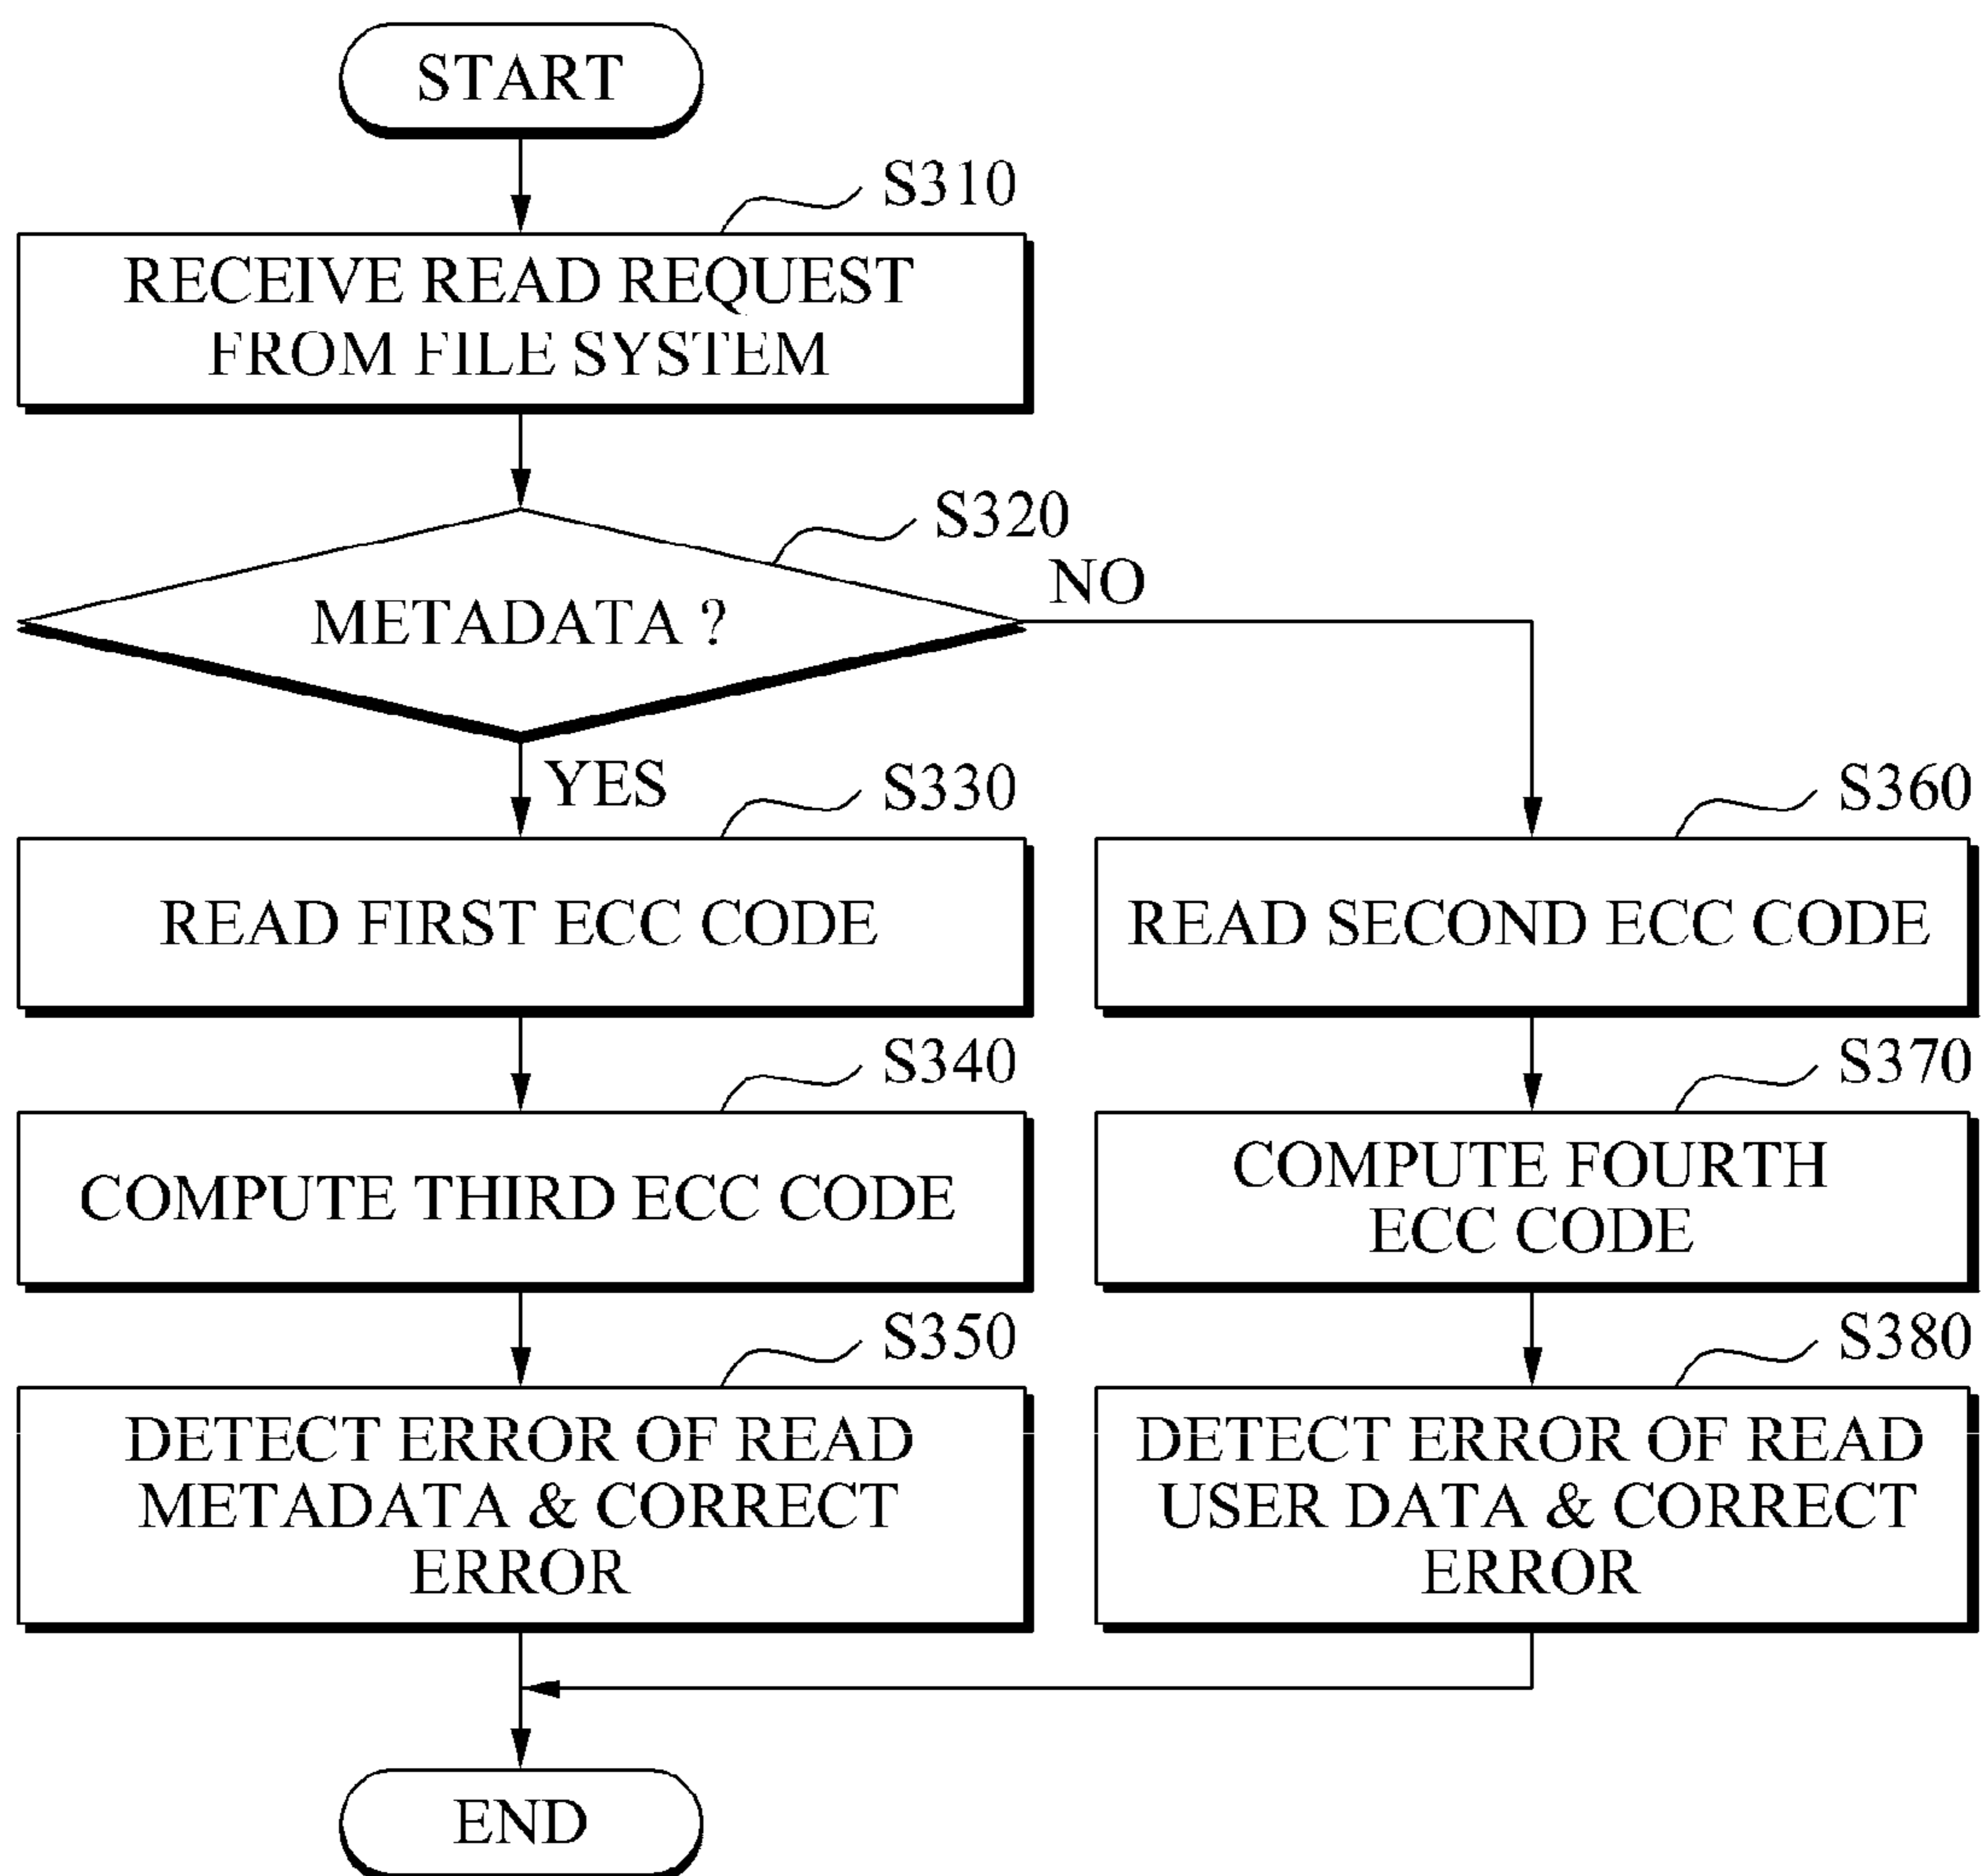 START
S310
RECEIVE READ REQUEST
FROM FILE SYSTEM
S320
METADATA ?
NO
YES
S330
READ FIRST ECC CODE
S360
READ SECOND ECC CODE
S340
COMPUTE THIRD ECC CODE
S370
COMPUTE FOURTH
ECC CODE
S350
DETECT ERROR OF READ
METADATA & CORRECT
ERROR
S380
DETECT ERROR OF READ
USER DATA & CORRECT
ERROR
END